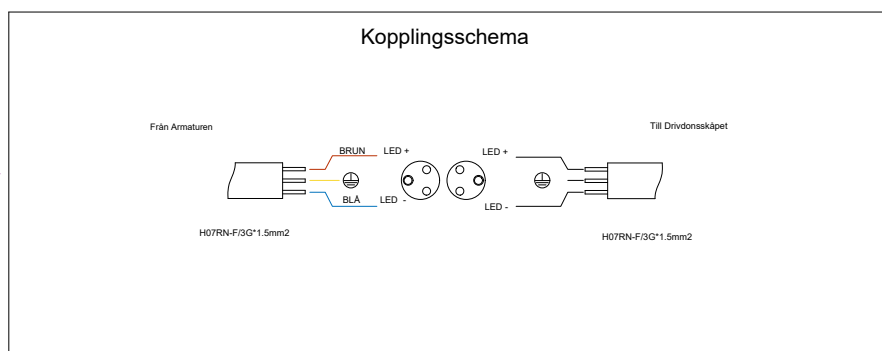 Kopplingsschema
Från Armaturen
Till Drivdonsskåpet
BRUN LED +
LED +
BLÅ LED -
LED -
H07RN-F/3G*1.5mm2
H07RN-F/3G*1.5mm2